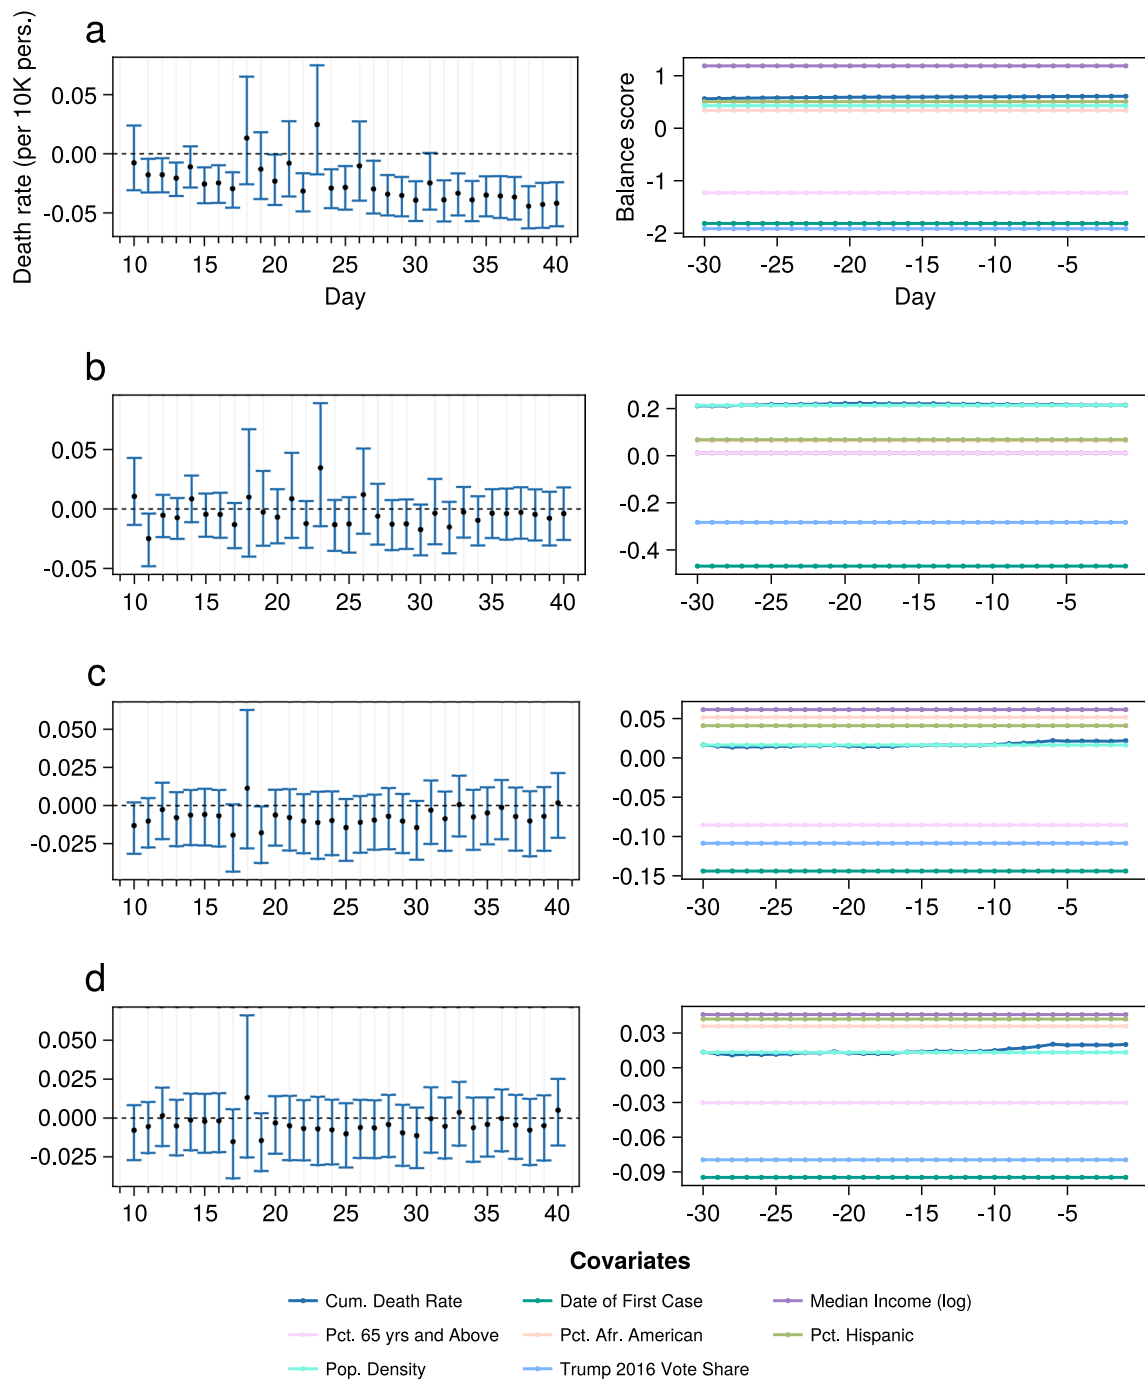 a
Death rate (per 10K pers.)
0.05
0.00
-0.05
10 15 20 25 30 35 40
Day
Balance score
1
0
-1
-2
-30 -25 -20 -15 -10 -5
Day
b
0.05
0.00
-0.05
10 15 20 25 30 35 40
0.2
0.0
-0.2
-0.4
-30 -25 -20 -15 -10 -5
c
0.050
0.025
0.000
-0.025
10 15 20 25 30 35 40
0.05
0.00
-0.05
-0.10
-0.15
-30 -25 -20 -15 -10 -5
d
0.050
0.025
0.000
-0.025
10 15 20 25 30 35 40
0.03
0.00
-0.03
-0.06
-0.09
-30 -25 -20 -15 -10 -5
Covariates
Cum. Death Rate Date of First Case Median Income (log)
Pct. 65 yrs and Above Pct. Afr. American Pct. Hispanic
Pop. Density Trump 2016 Vote Share